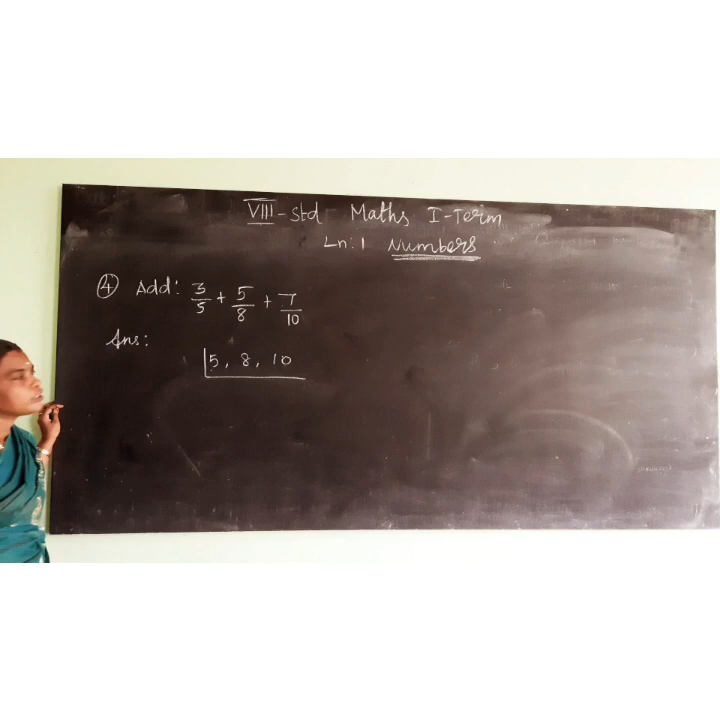 VIII-Std Maths I-Term
Ln:1 Numbers
④ Add: 3/5 + 5/8 + 7/10
Ans:
5, 8, 10